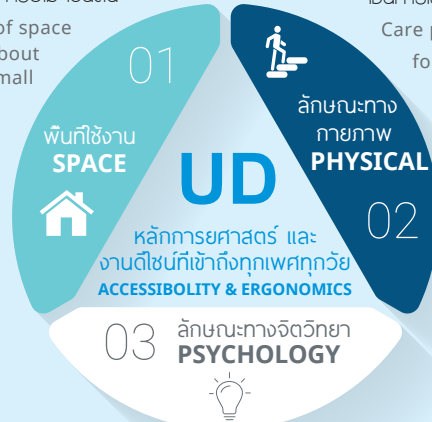 of space
bout
mall
Care p
fo
01
พื้นที่ใช้งาน
SPACE
ลักษณะทาง
กายภาพ
PHYSICAL
02
UD
หลักการยศาสตร์ และ
งานดีไซน์ที่เข้าถึงทุกเพศทุกวัย
ACCESSIBOLITY & ERGONOMICS
03
ลักษณะทางจิตวิทยา
PSYCHOLOGY